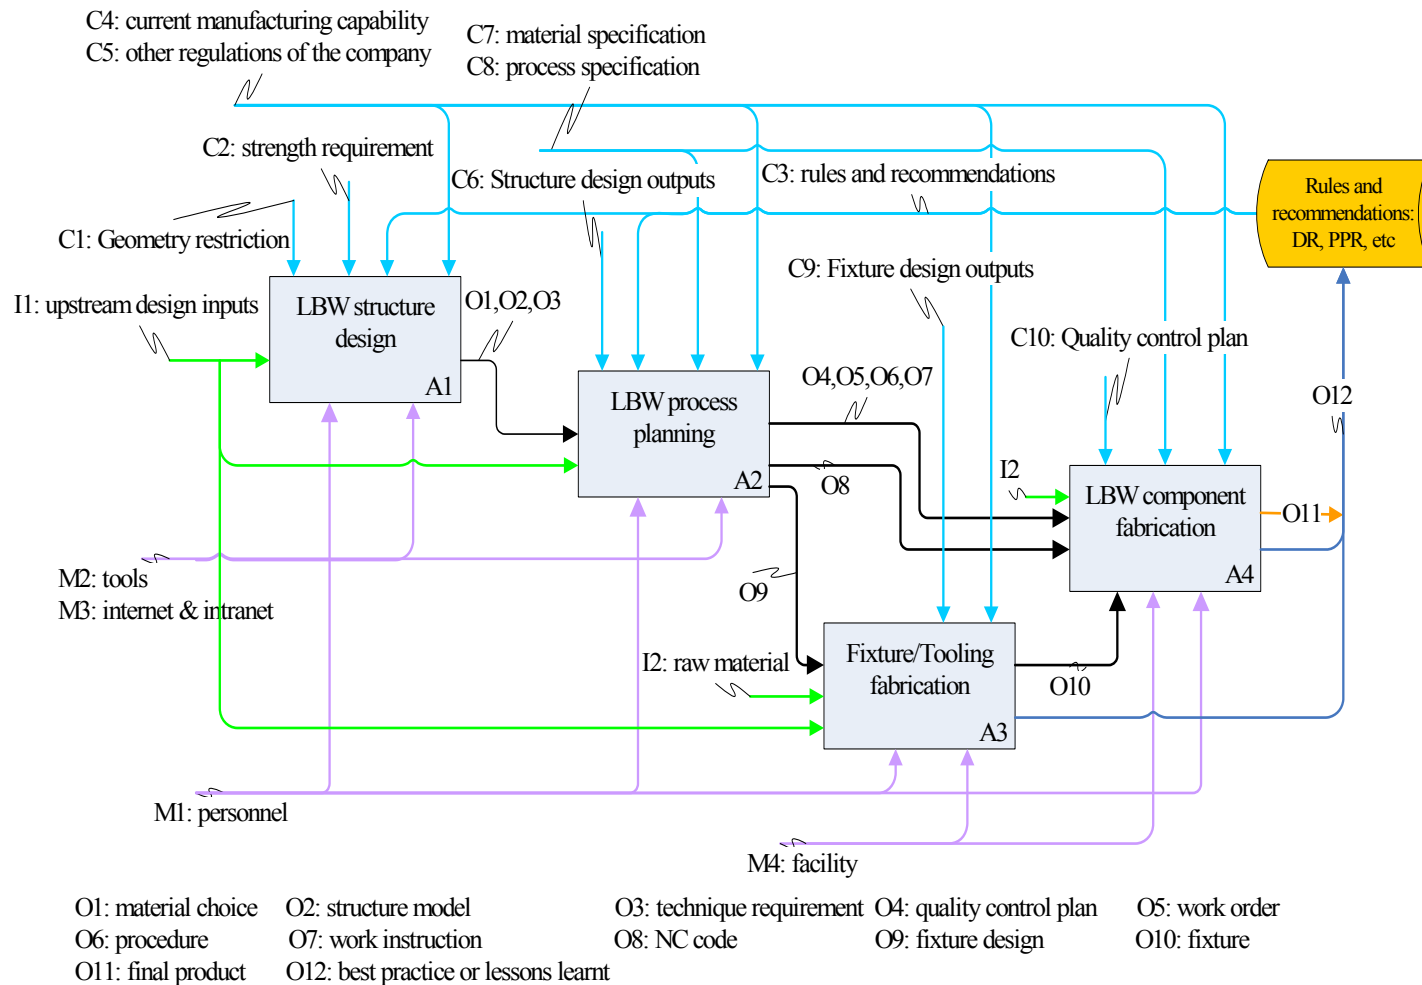 C4: current manufacturing capability
C5: other regulations of the company
C7: material specification
C8: process specification
C2: strength requirement
C6: Structure design outputs
C3: rules and recommendations
Rules and
recommendations:
DR, PPR, etc
C1: Geometry restriction
C9: Fixture design outputs
I1: upstream design inputs
LBW structure
design
A1
O1,O2,O3
C10: Quality control plan
O4,O5,O6,O7
O12
LBW process
planning
A2
O8
I2
LBW component
fabrication
A4
O11
M2: tools
M3: internet & intranet
O9
I2: raw material
Fixture/Tooling
fabrication
A3
O10
M1: personnel
M4: facility
O1: material choice O2: structure model O3: technique requirement O4: quality control plan O5: work order
O6: procedure O7: work instruction O8: NC code O9: fixture design O10: fixture
O11: final product O12: best practice or lessons learnt